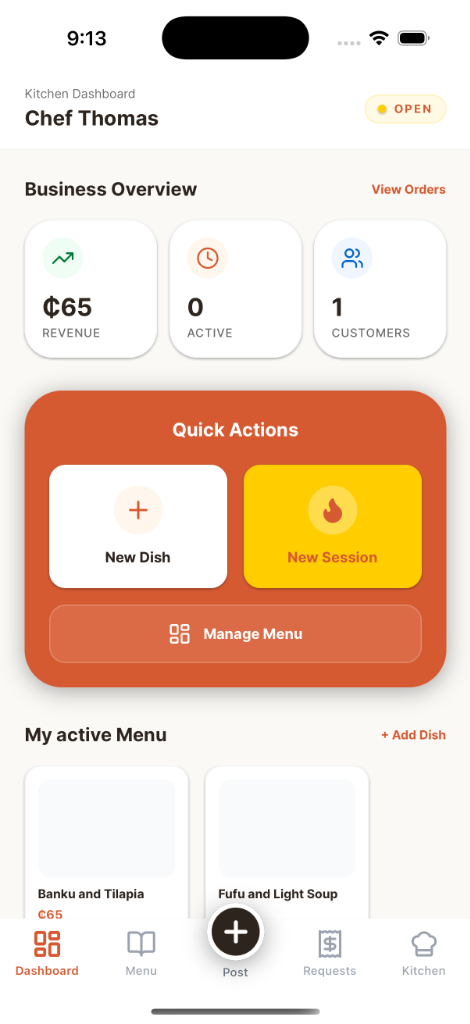 9:13
Kitchen Dashboard
Chef Thomas
OPEN
Business Overview
View Orders
₵65
REVENUE
0
ACTIVE
1
CUSTOMERS
Quick Actions
New Dish
New Session
Manage Menu
My active Menu
+ Add Dish
Banku and Tilapia
₵65
Fufu and Light Soup
Dashboard
Menu
Post
Requests
Kitchen